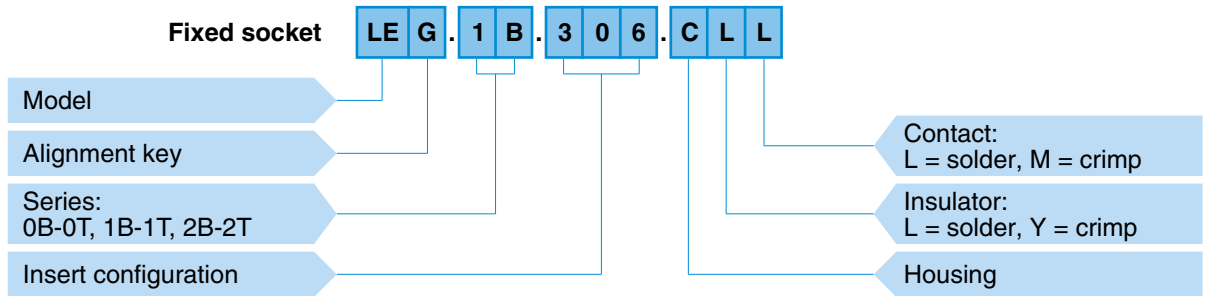 Fixed socket LE G . 1 B . 3 0 6 . C L L
Model
Alignment key
Series:
0B-0T, 1B-1T, 2B-2T
Insert configuration
Contact:
L = solder, M = crimp
Insulator:
L = solder, Y = crimp
Housing